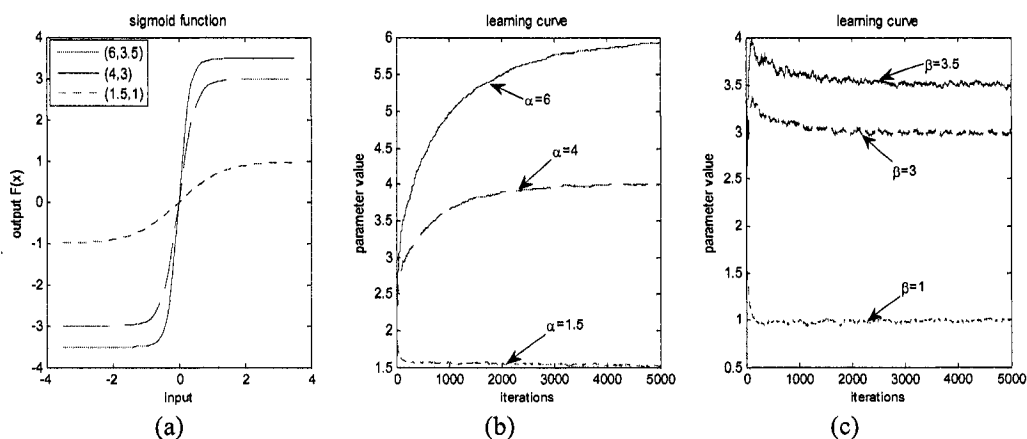 sigmoid function
(6,3.5)
(4,3)
(1.5,1)
output F(x)
4
3
2
1
0
-1
-2
-3
-4
-4
-2
0
2
4
input
(a)
learning curve
parameter value
6
5.5
5
4.5
4
3.5
3
2.5
2
1.5
α=6
α=4
α=1.5
0
1000
2000
3000
4000
5000
iterations
(b)
learning curve
parameter value
4
3.5
3
2.5
2
1.5
1
0.5
β=3.5
β=3
β=1
0
1000
2000
3000
4000
5000
iterations
(c)